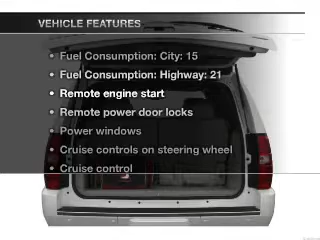 VEHICLE FEATURES
• Fuel Consumption: City: 15
• Fuel Consumption: Highway: 21
• Remote engine start
• Remote power door locks
• Power windows
• Cruise controls on steering wheel
• Cruise control